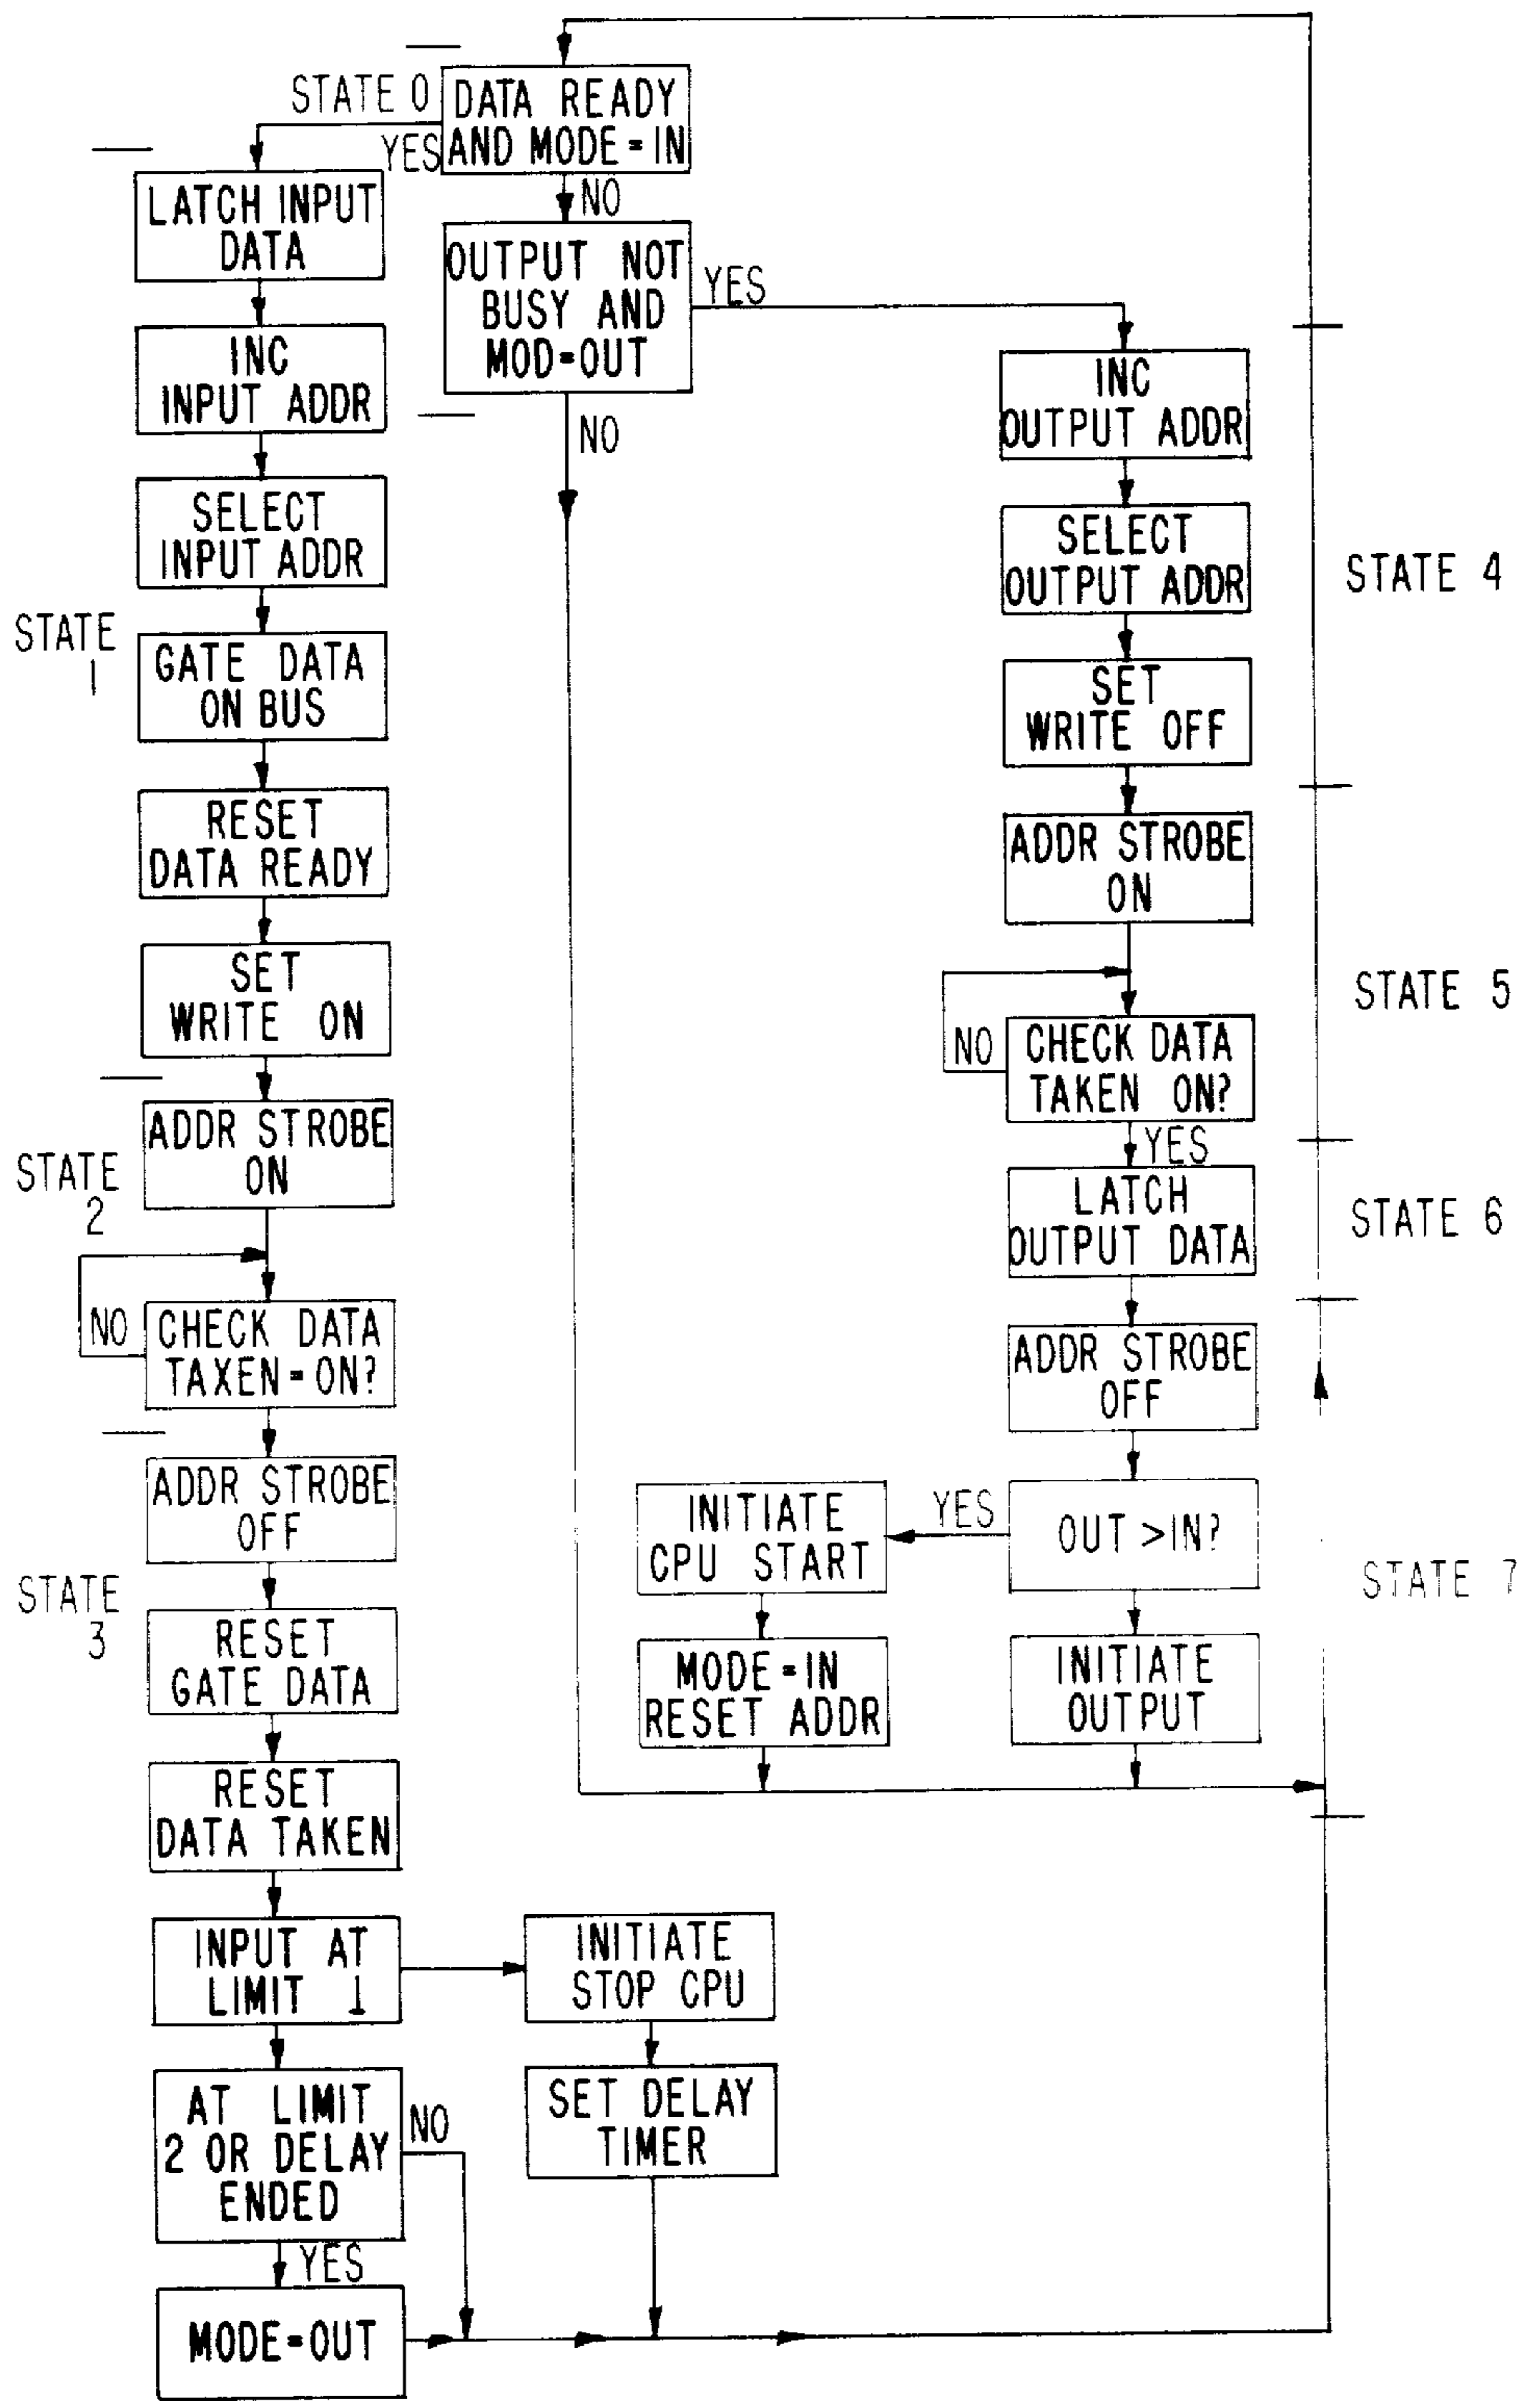 STATE 0
DATA READY
AND MODE=IN
YES
NO
LATCH INPUT
DATA
OUTPUT NOT
BUSY AND
MOD=OUT
YES
NO
INC
INPUT ADDR
SELECT
INPUT ADDR
STATE
1
GATE DATA
ON BUS
RESET
DATA READY
SET
WRITE ON
STATE
2
ADDR STROBE
ON
NO
CHECK DATA
TAXEN=ON?
STATE
3
ADDR STROBE
OFF
RESET
GATE DATA
RESET
DATA TAKEN
INPUT AT
LIMIT 1
INITIATE
STOP CPU
AT LIMIT
2 OR DELAY
ENDED
NO
SET DELAY
TIMER
YES
MODE=OUT
INC
OUTPUT ADDR
SELECT
OUTPUT ADDR
STATE 4
SET
WRITE OFF
ADDR STROBE
ON
STATE 5
NO
CHECK DATA
TAKEN ON?
YES
LATCH
OUTPUT DATA
STATE 6
ADDR STROBE
OFF
OUT >IN?
YES
INITIATE
CPU START
STATE 7
MODE=IN
RESET ADDR
INITIATE
OUTPUT